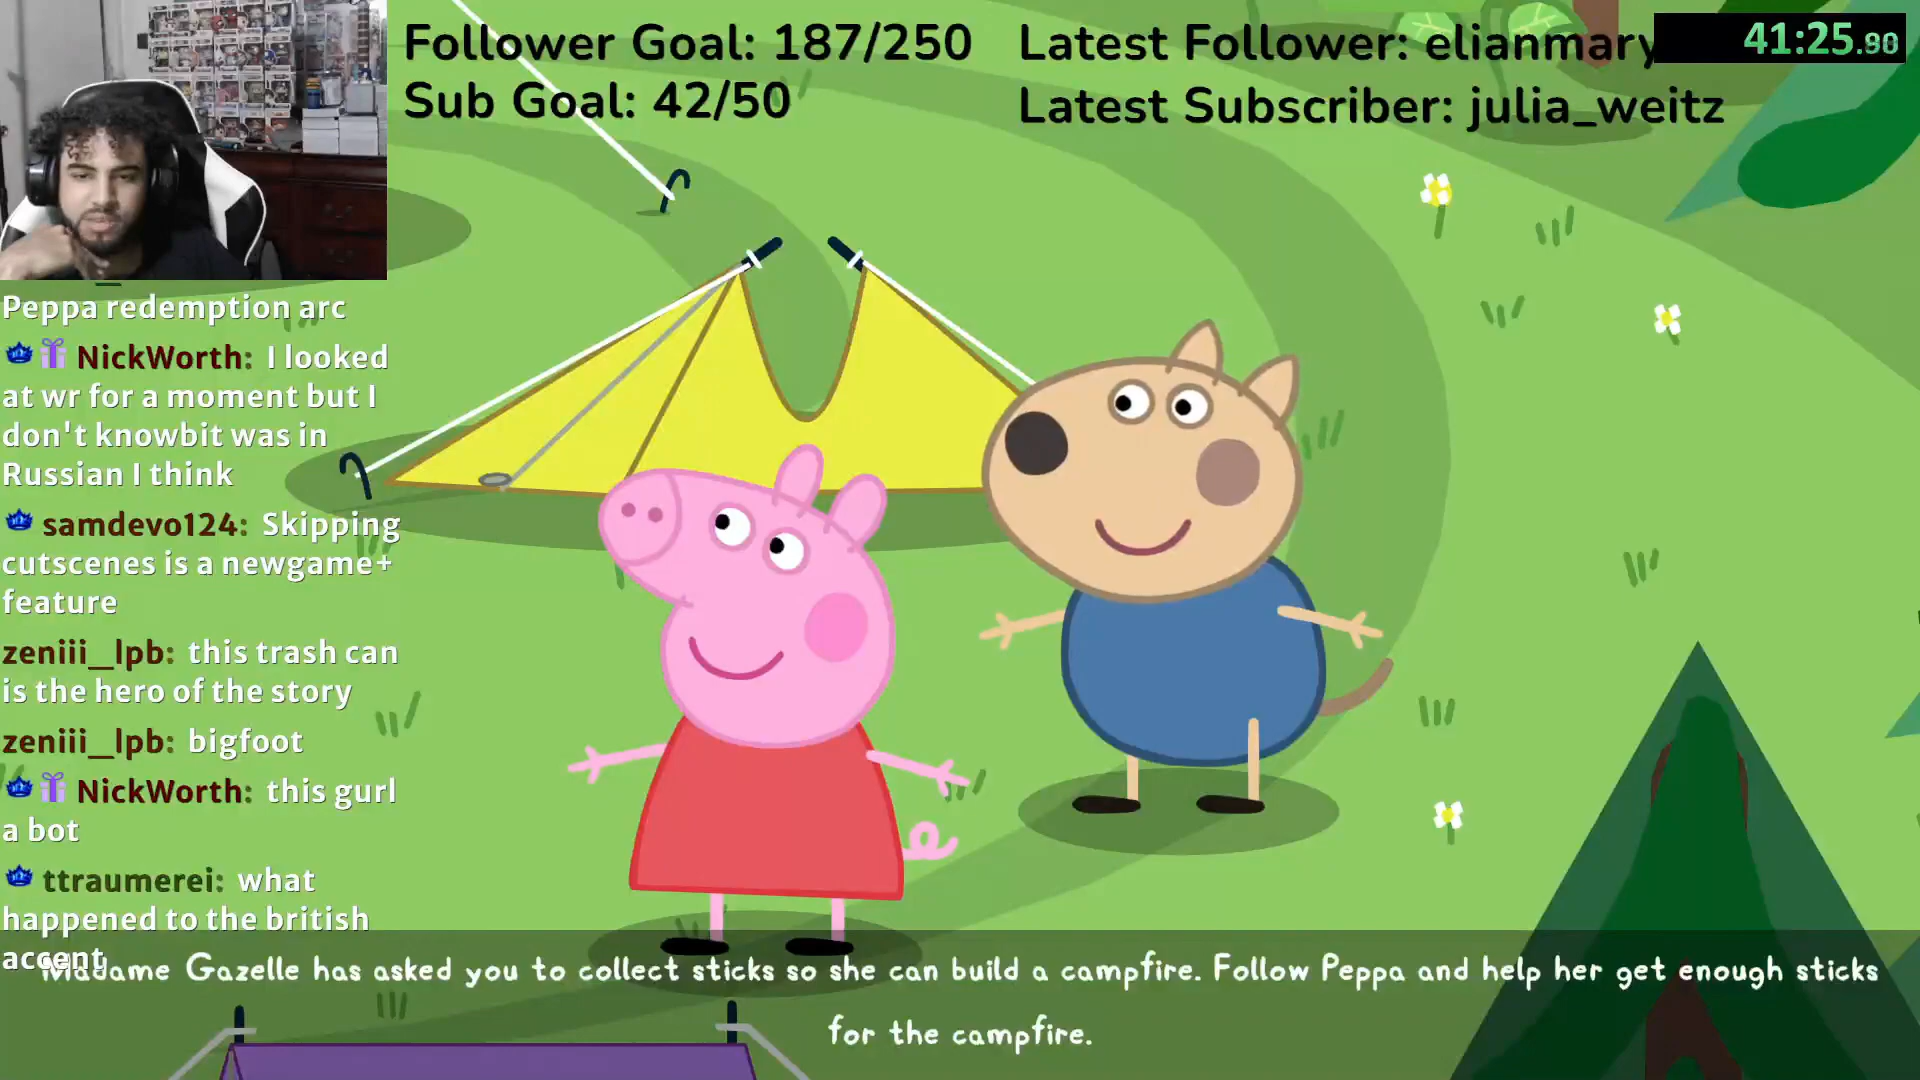 Follower Goal: 187/250
Latest Follower: elianmary
41:25.90
Sub Goal: 42/50
Latest Subscriber: julia_weitz
Peppa redemption arc
NickWorth: I looked
at wr for a moment but I
don't knowbit was in
Russian I think
samdevo124: Skipping
cutscenes is a newgame+
feature
zeniii_lpb: this trash can
is the hero of the story
zeniii_lpb: bigfoot
NickWorth: this gurl
a bot
ttraumerei: what
happened to the british
accent
Madame Gazelle has asked you to collect sticks so she can build a campfire. Follow Peppa and help her get enough sticks
for the campfire.